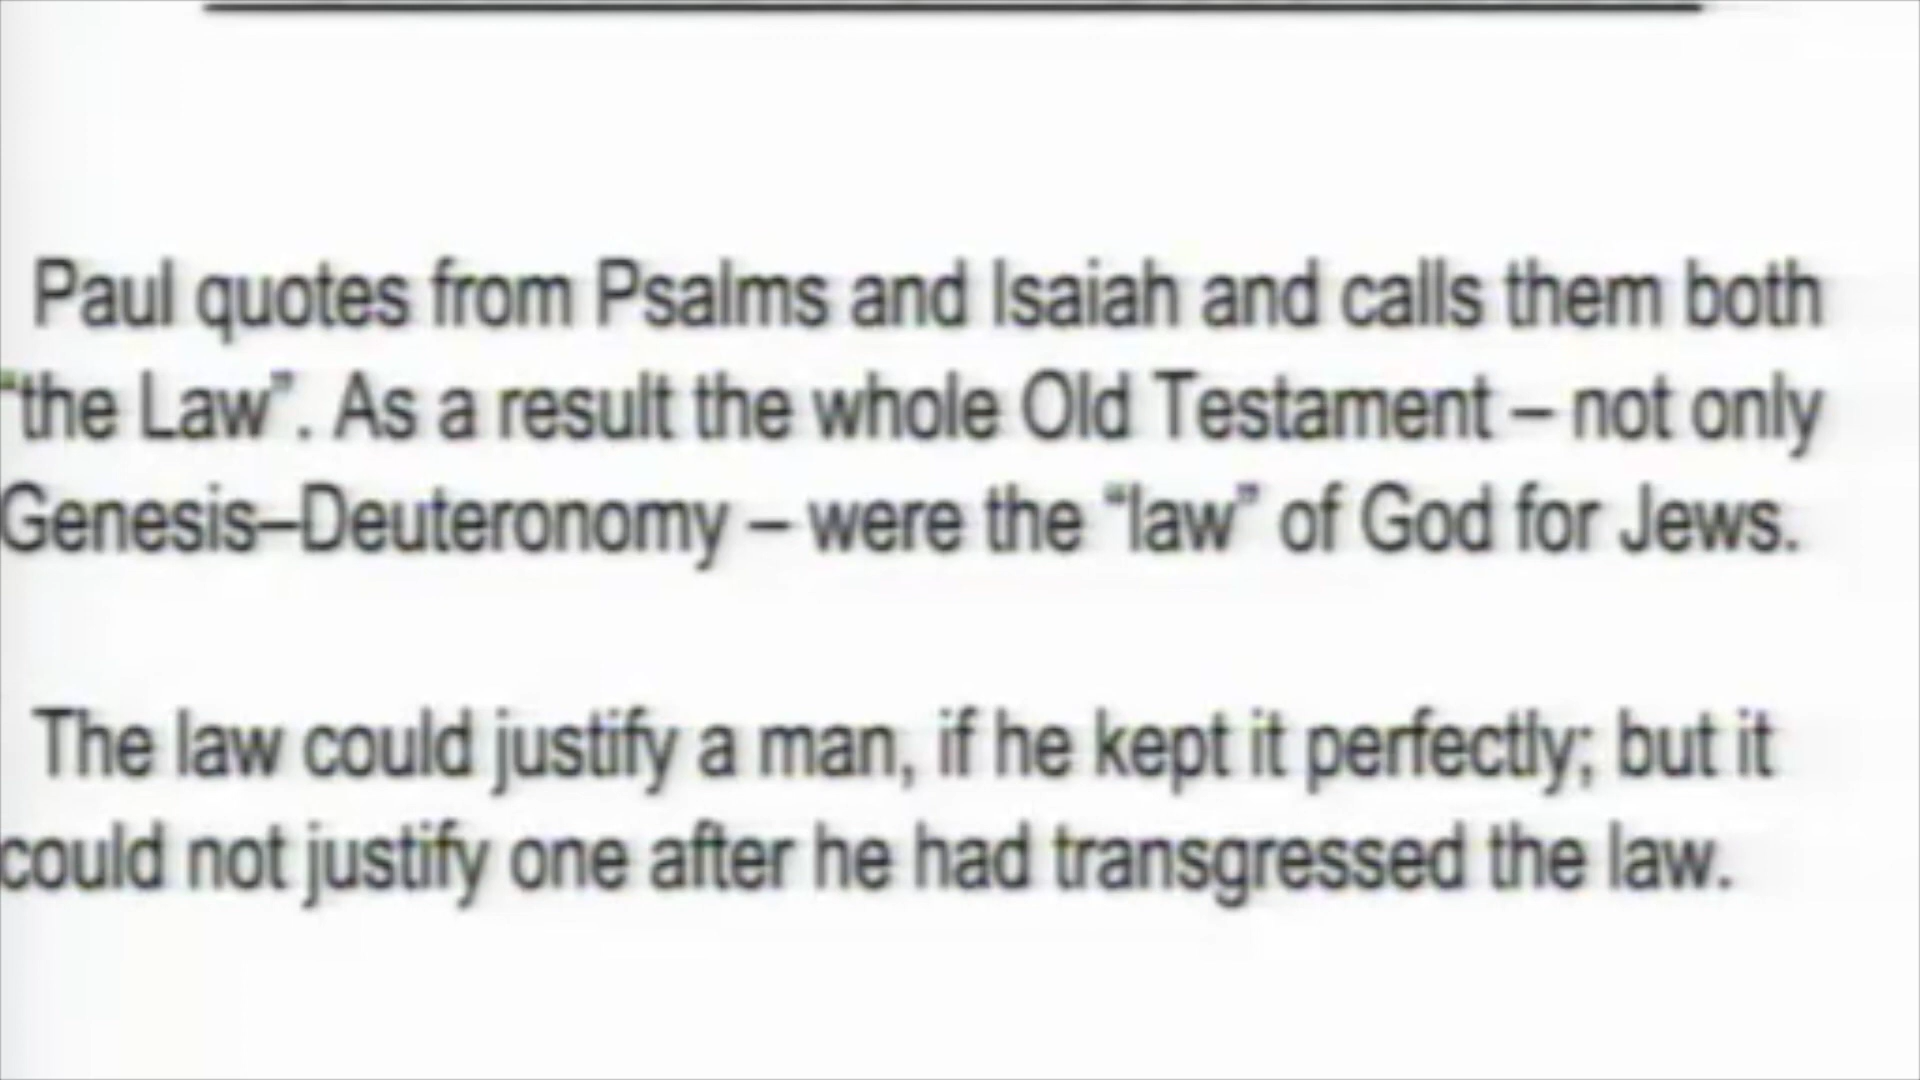 Paul quotes from Psalms and Isaiah and calls them both
“the Law”. As a result the whole Old Testament – not only
Genesis–Deuteronomy – were the “law” of God for Jews.
The law could justify a man, if he kept it perfectly; but it
could not justify one after he had transgressed the law.